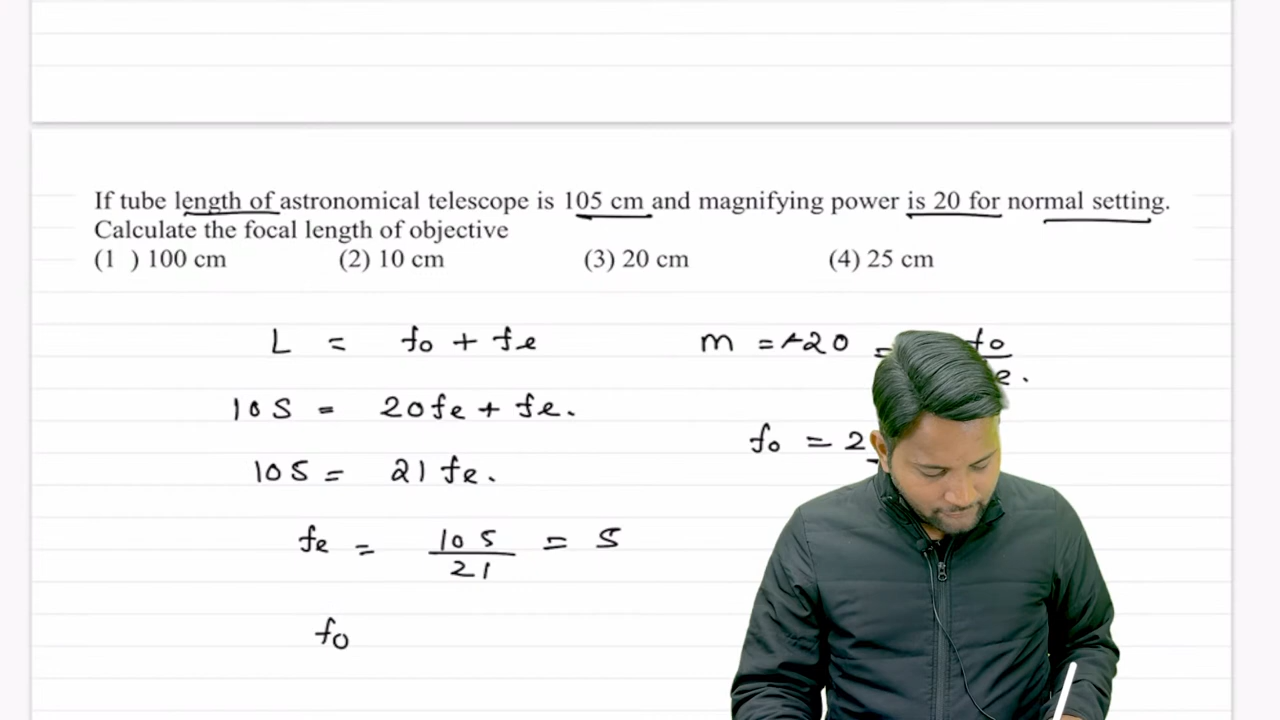 If tube length of astronomical telescope is 105 cm and magnifying power is 20 for normal setting.
Calculate the focal length of objective
(1 ) 100 cm (2) 10 cm (3) 20 cm (4) 25 cm
L = fo + fe
105 = 20fe + fe.
105 = 21 fe.
fe = 105/21 = 5
fo
m = -20 = fo/e.
fo = 2